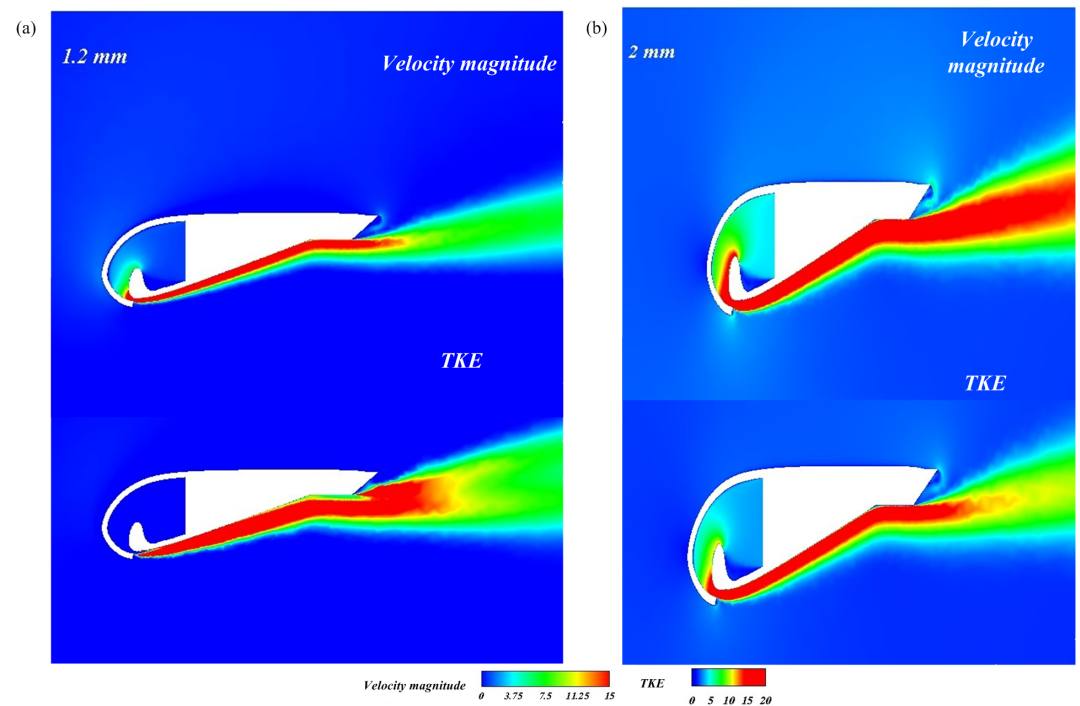 (a)
1.2 mm
Velocity magnitude
TKE
(b)
2 mm
Velocity
magnitude
TKE
Velocity magnitude
0 3.75 7.5 11.25 15
TKE
0 5 10 15 20